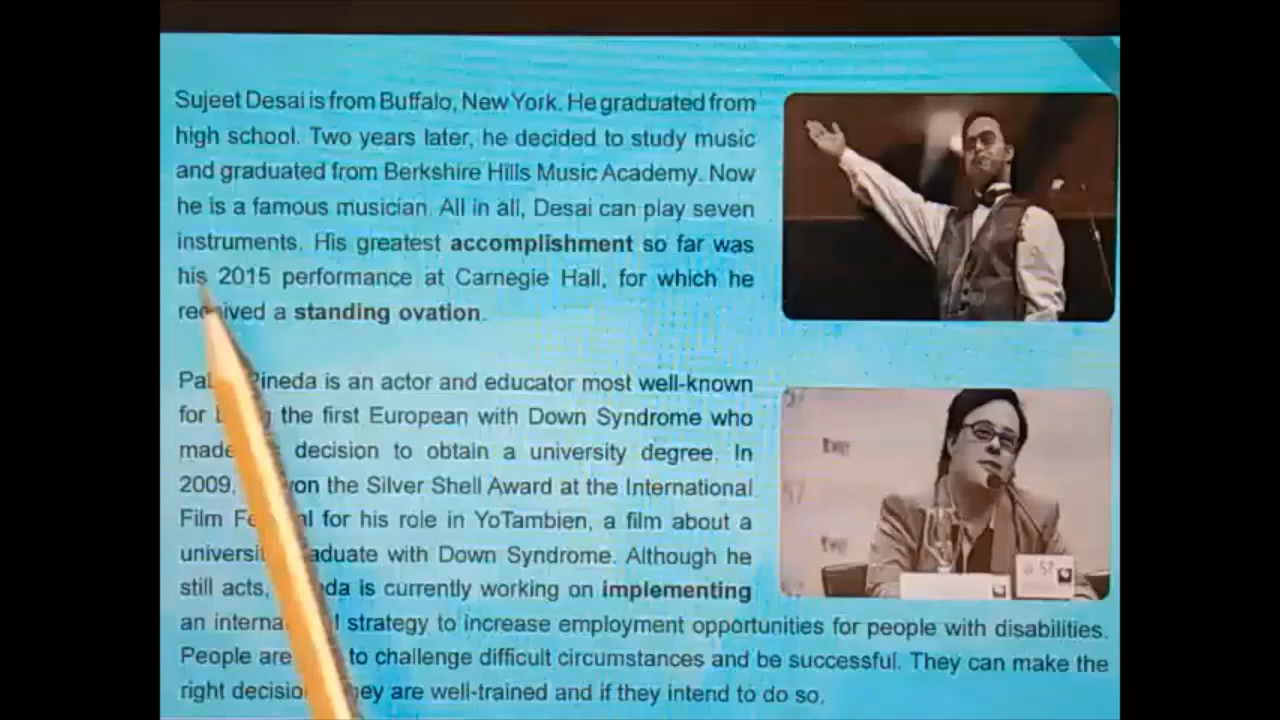 Sujeet Desai is from Buffalo, New York. He graduated from
high school. Two years later, he decided to study music
and graduated from Berkshire Hills Music Academy. Now
he is a famous musician. All in all, Desai can play seven
instruments. His greatest accomplishment so far was
his 2015 performance at Carnegie Hall, for which he
received a standing ovation.
Pineda is an actor and educator most well-known
for the first European with Down Syndrome who
made decision to obtain a university degree. In
2009, won the Silver Shell Award at the International
Film for his role in YoTambien, a film about a
graduate with Down Syndrome. Although he
still acts, is currently working on implementing
an strategy to increase employment opportunities for people with disabilities.
People are to challenge difficult circumstances and be successful. They can make the
right they are well-trained and if they intend to do so.
57